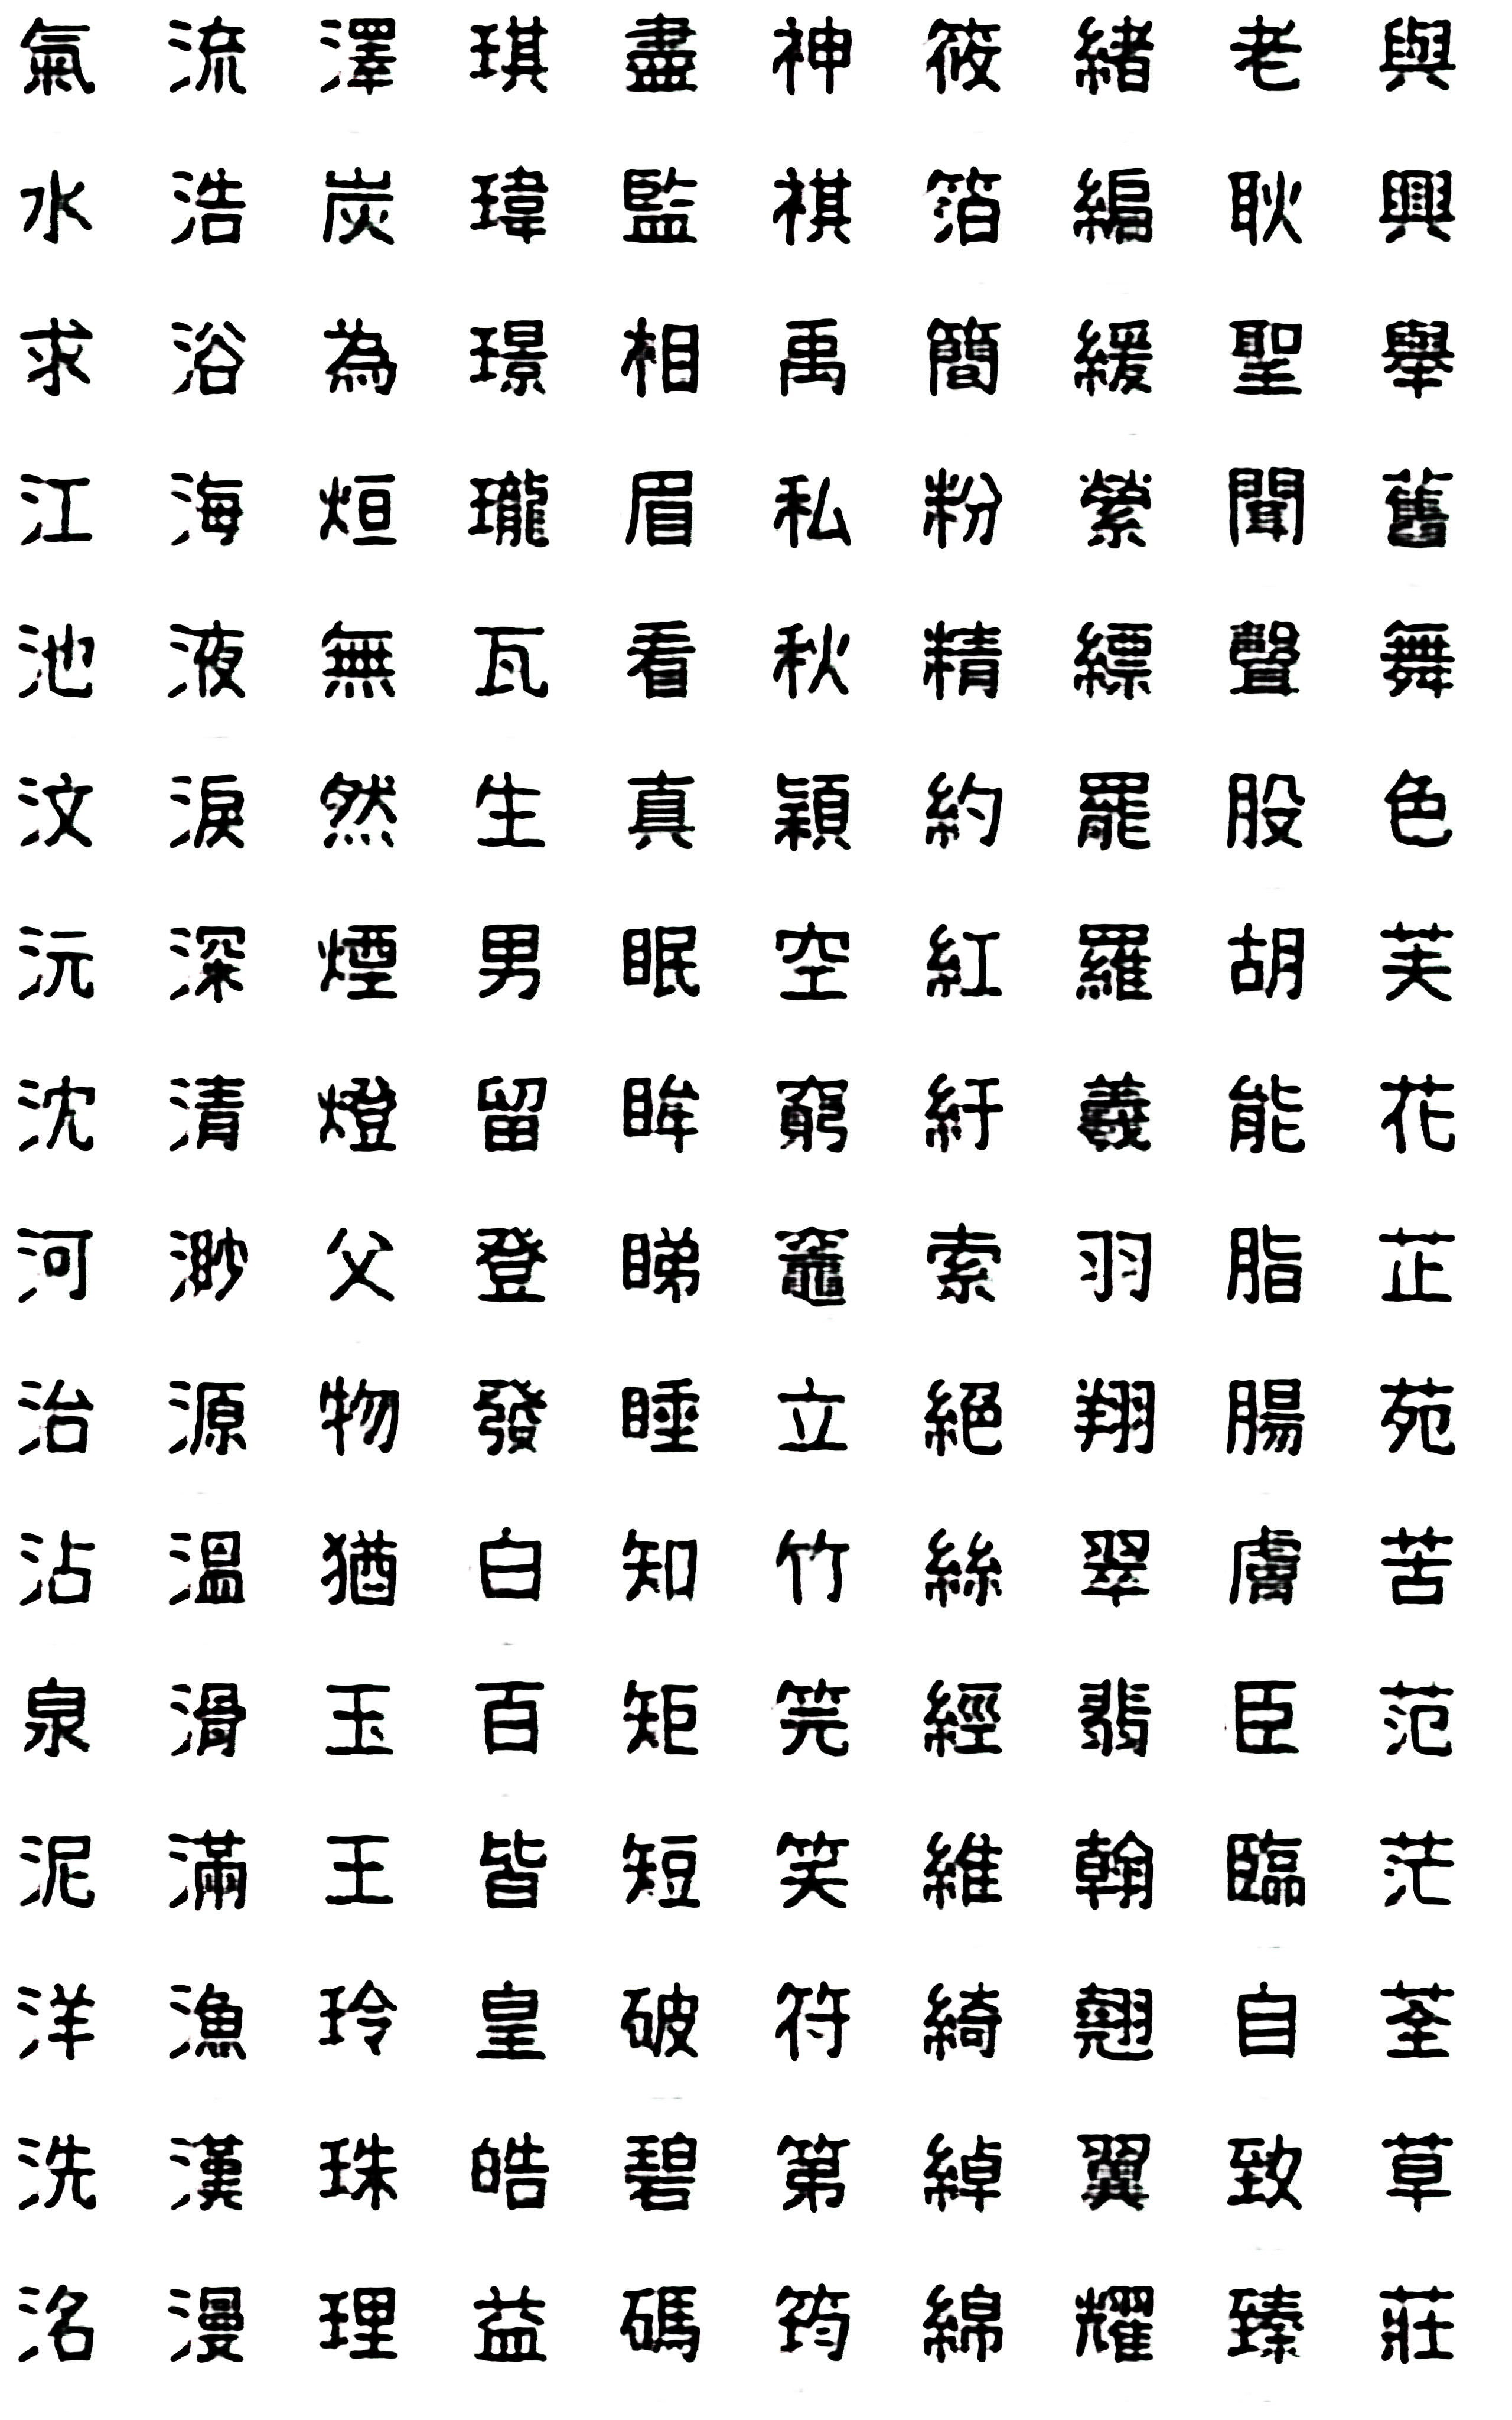 氣流澤琪盡神筱緒老與
水浩炭瑋監祺箔編耿興
求浴為璟相禹簡緩聖舉
江海烜瓏眉私粉縈聞舊
池液無瓦看秋精縹聲舞
汶淚然生真穎約罷股色
沅深煙男眠空紅羅胡芙
沈清燈留眸窮紆羲能花
河渺父登睇竈索羽脂芷
治源物發睡立絕翔腸苑
沾溫猶白知竹絲翠膚苦
泉滑玉百矩筦經翡臣范
泥滿王皆短笑維翰臨茫
洋漁玲皇破符綺翹自荃
洗漢珠皓碧第綽翼致草
洺漫理益碼筠綿耀臻莊